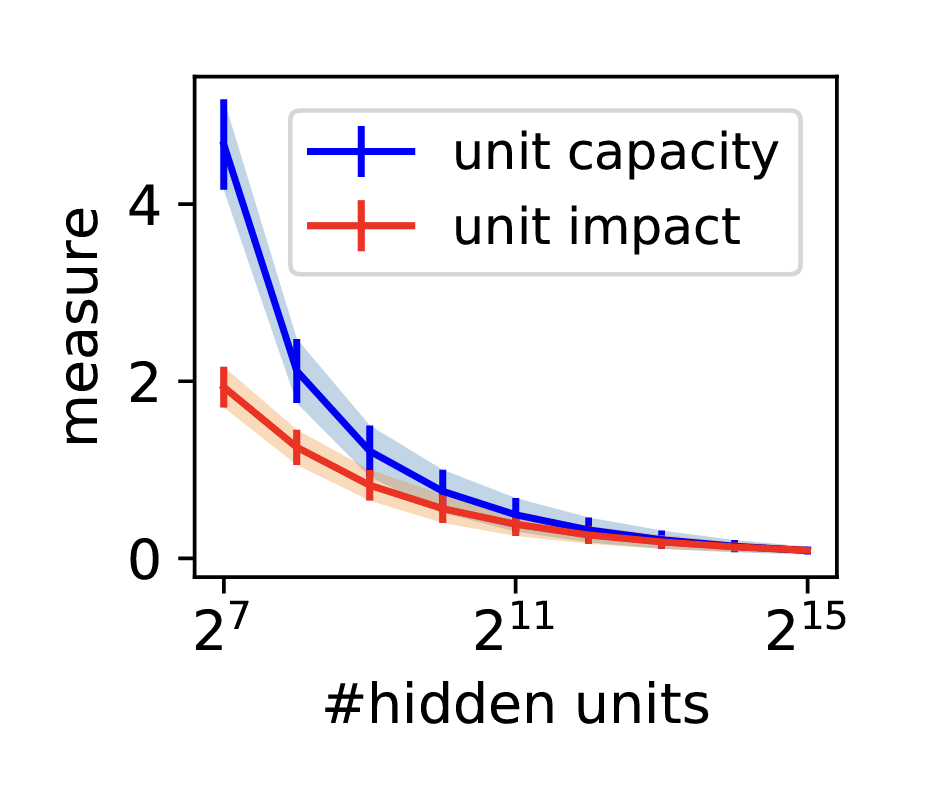 unit capacity
unit impact
measure
4
2
0
2^7 2^11 2^15
#hidden units